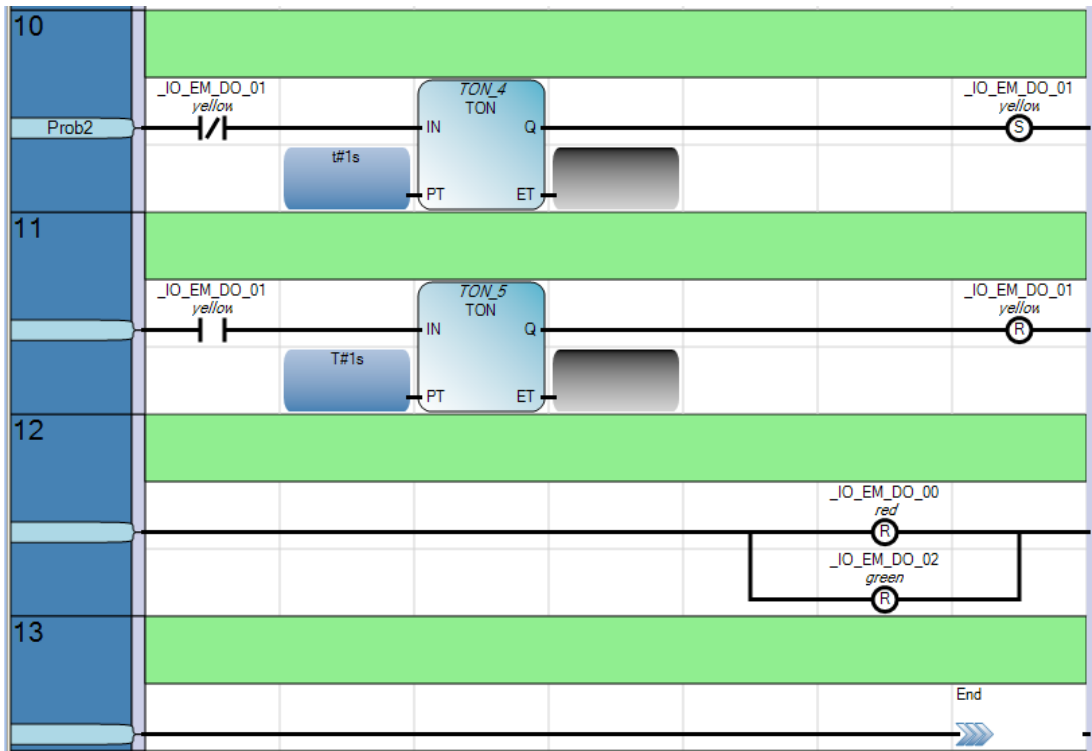 10
_IO_EM_DO_01
yellow
TON_4
TON
_IO_EM_DO_01
yellow
Prob2
IN
Q
S
t#1s
PT
ET
11
_IO_EM_DO_01
yellow
TON_5
TON
_IO_EM_DO_01
yellow
IN
Q
R
T#1s
PT
ET
12
_IO_EM_DO_00
red
R
_IO_EM_DO_02
green
R
13
End